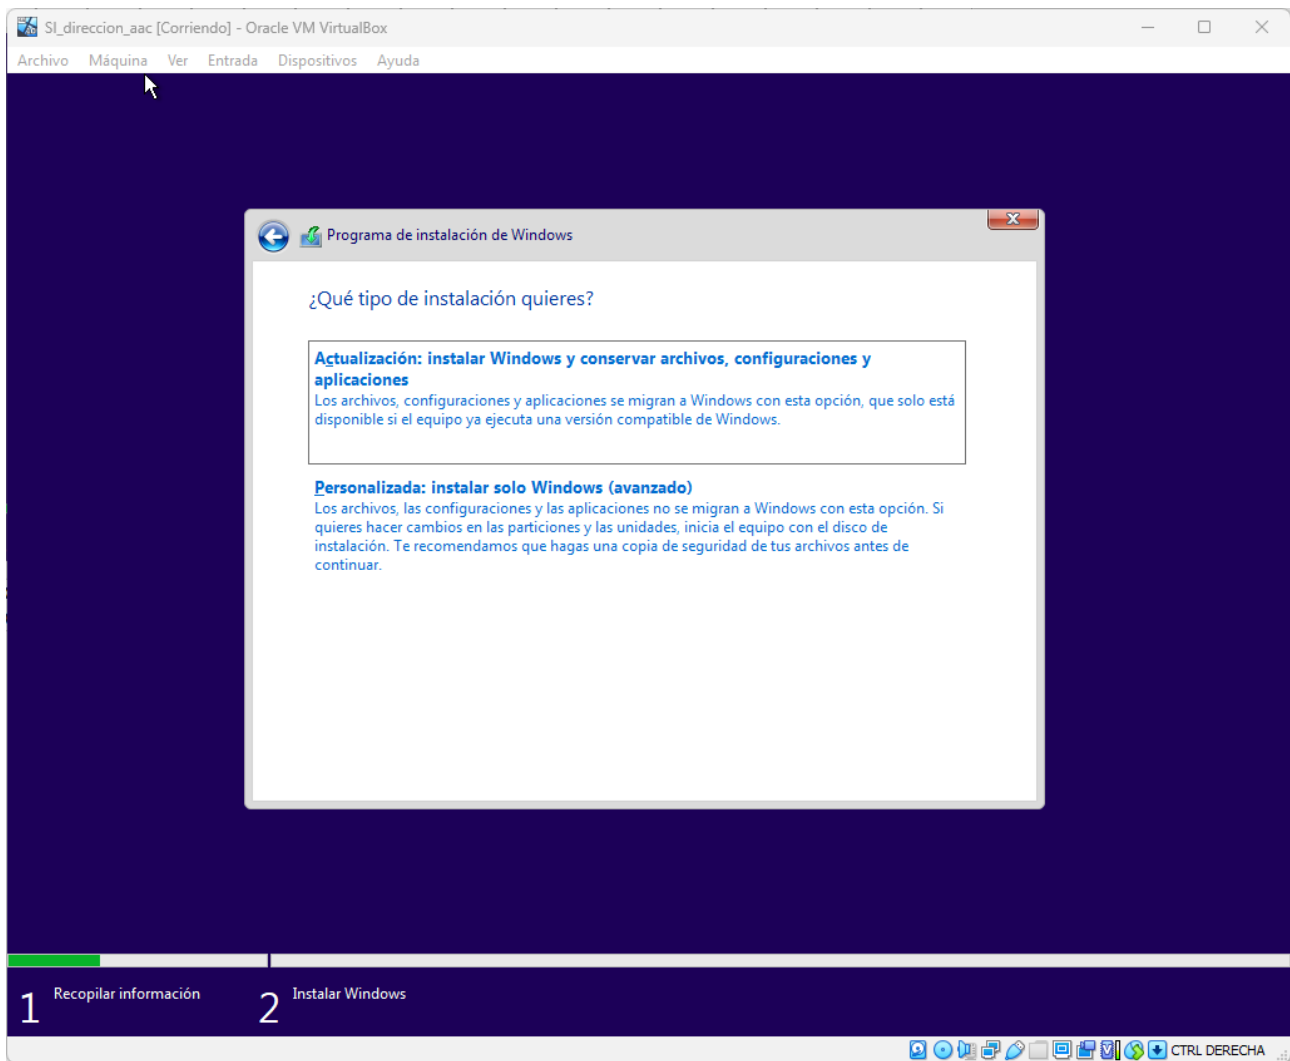 SI_direccion_aac [Corriendo] - Oracle VM VirtualBox
Archivo Máquina Ver Entrada Dispositivos Ayuda
Programa de instalación de Windows
¿Qué tipo de instalación quieres?
Actualización: instalar Windows y conservar archivos, configuraciones y
aplicaciones
Los archivos, configuraciones y aplicaciones se migran a Windows con esta opción, que solo está
disponible si el equipo ya ejecuta una versión compatible de Windows.
Personalizada: instalar solo Windows (avanzado)
Los archivos, las configuraciones y las aplicaciones no se migran a Windows con esta opción. Si
quieres hacer cambios en las particiones y las unidades, inicia el equipo con el disco de
instalación. Te recomendamos que hagas una copia de seguridad de tus archivos antes de
continuar.
1 Recopilar información 2 Instalar Windows
CTRL DERECHA